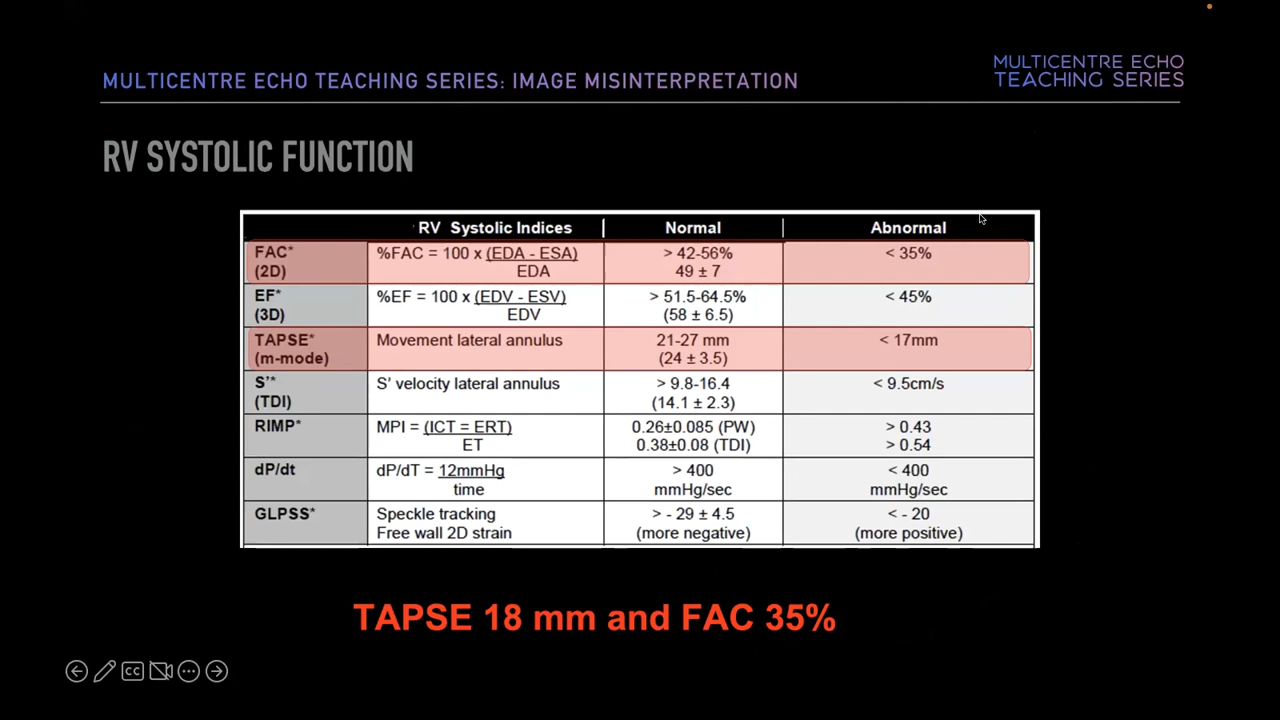 MULTICENTRE ECHO TEACHING SERIES: IMAGE MISINTERPRETATION
MULTICENTRE ECHO
TEACHING SERIES
RV SYSTOLIC FUNCTION
RV Systolic Indices Normal Abnormal
FAC* %FAC = 100 x (EDA - ESA) > 42-56% < 35%
(2D) EDA 49 ± 7
EF* %EF = 100 x (EDV - ESV) > 51.5-64.5% < 45%
(3D) EDV (58 ± 6.5)
TAPSE* Movement lateral annulus 21-27 mm < 17mm
(m-mode) (24 ± 3.5)
S'* S' velocity lateral annulus > 9.8-16.4 < 9.5cm/s
(TDI) (14.1 ± 2.3)
RIMP* MPI = (ICT = ERT) 0.26±0.085 (PW) > 0.43
ET 0.38±0.08 (TDI) > 0.54
dP/dt dP/dT = 12mmHg > 400 < 400
time mmHg/sec mmHg/sec
GLPSS* Speckle tracking > - 29 ± 4.5 < - 20
Free wall 2D strain (more negative) (more positive)
TAPSE 18 mm and FAC 35%
CC